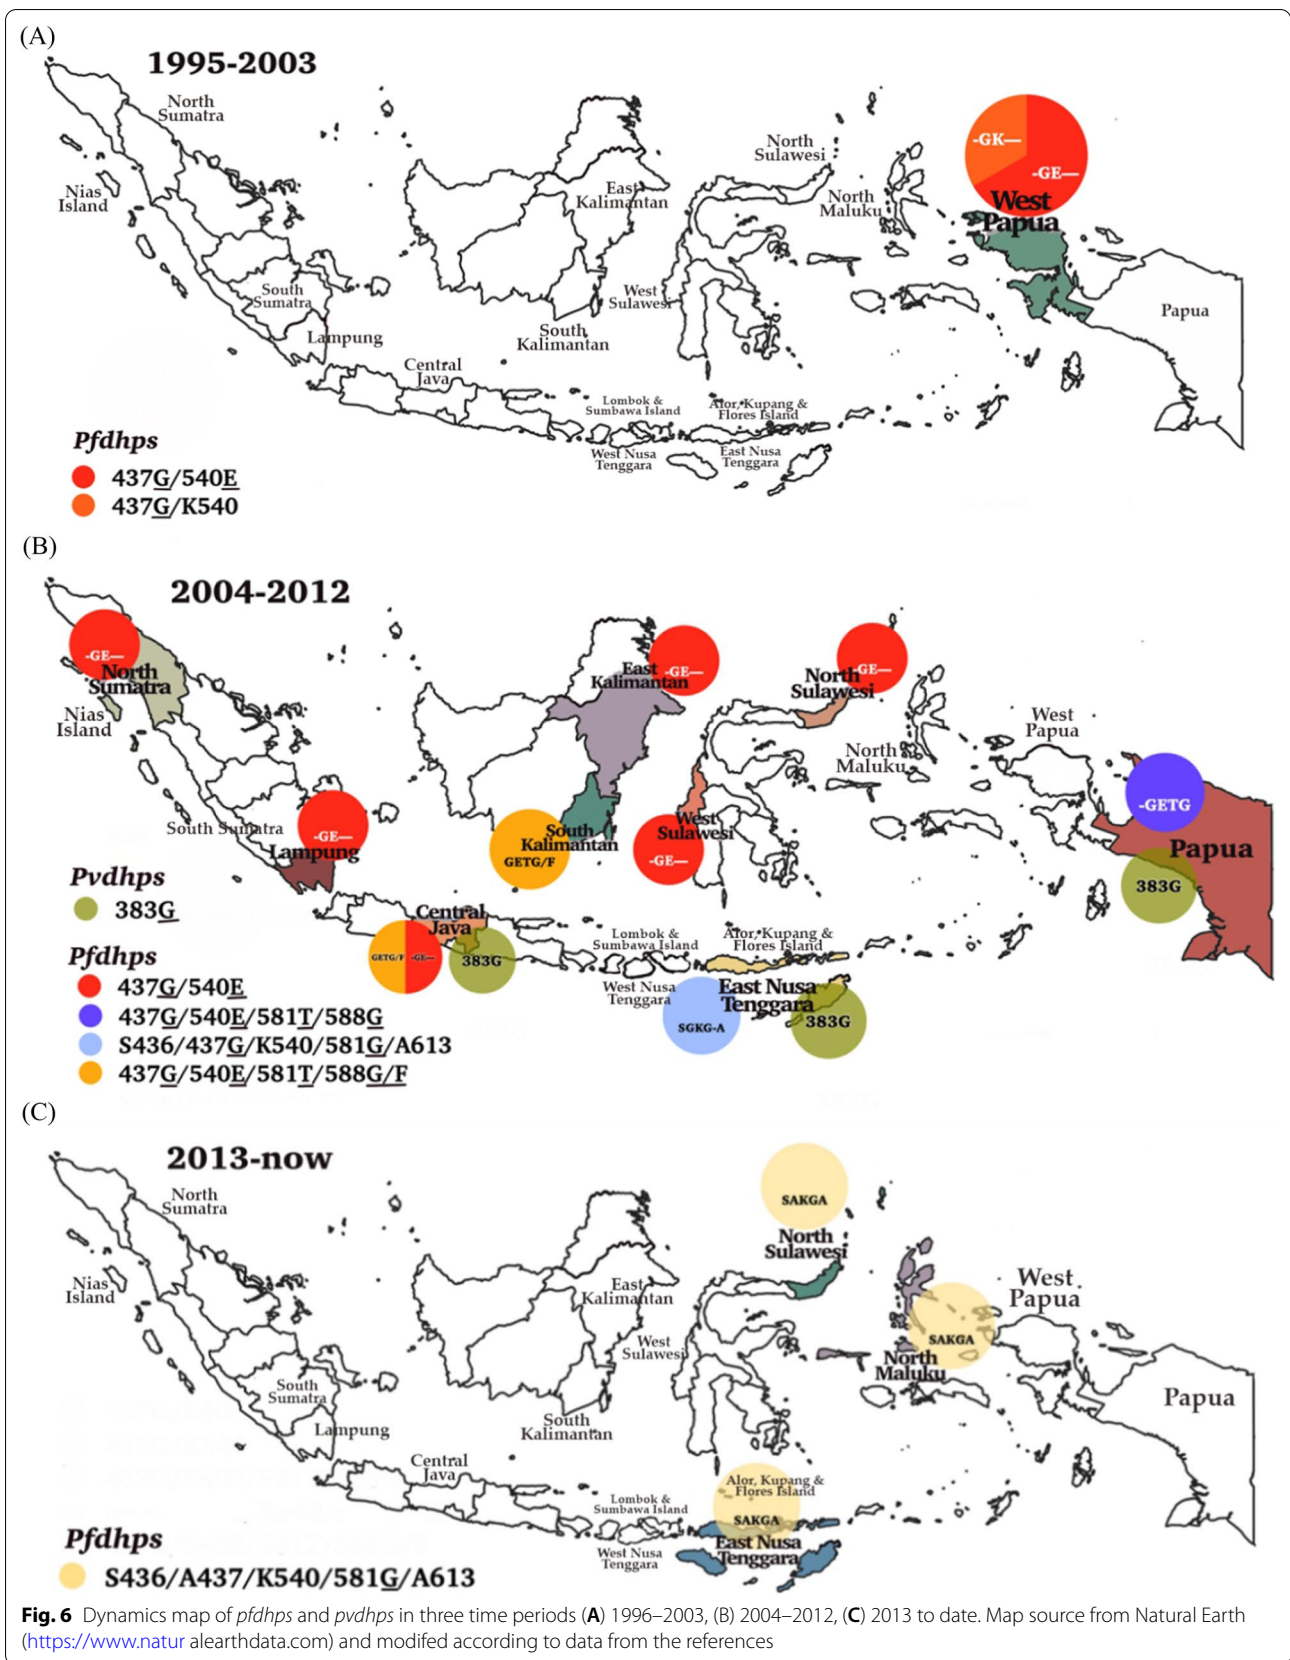 (A)
1995-2003
North
Sumatra
Nias
Island
South
Sumatra
Lampung
Central
Java
East
Kalimantan
South
Kalimantan
West
Sulawesi
North
Sulawesi
North
Maluku
-GK—
-GE—
West
Papua
Papua
Lombok &
Sumbawa Island
Alor, Kupang &
Flores Island
West Nusa
Tenggara
East Nusa
Tenggara
Pfdhps
437G/540E
437G/K540
(B)
2004-2012
-GE—
North
Sumatra
Nias
Island
South Sumatra
-GE—
Lampung
East
Kalimantan
-GE—
South
Kalimantan
GETG/F
North
Sulawesi
-GE—
West
Sulawesi
-GE—
North
Maluku
West
Papua
-GETG
Papua
383G
Central
Java
GETG/F
-GE—
383G
Lombok &
Sumbawa Island
Alor, Kupang &
Flores Island
West Nusa
Tenggara
East Nusa
Tenggara
SGKG-A
383G
Pvdhps
383G
Pfdhps
437G/540E
437G/540E/581T/588G
S436/437G/K540/581G/A613
437G/540E/581T/588G/F
(C)
2013-now
North
Sumatra
Nias
Island
South
Sumatra
Lampung
Central
Java
East
Kalimantan
South
Kalimantan
West
Sulawesi
SAKGA
North
Sulawesi
SAKGA
North
Maluku
West
Papua
Papua
Lombok &
Sumbawa Island
Alor, Kupang &
Flores Island
SAKGA
West Nusa
Tenggara
East Nusa
Tenggara
Pfdhps
S436/A437/K540/581G/A613
Fig. 6 Dynamics map of pfdhps and pvdhps in three time periods (A) 1996–2003, (B) 2004–2012, (C) 2013 to date. Map source from Natural Earth
(https://www.natur alearthdata.com) and modifed according to data from the references